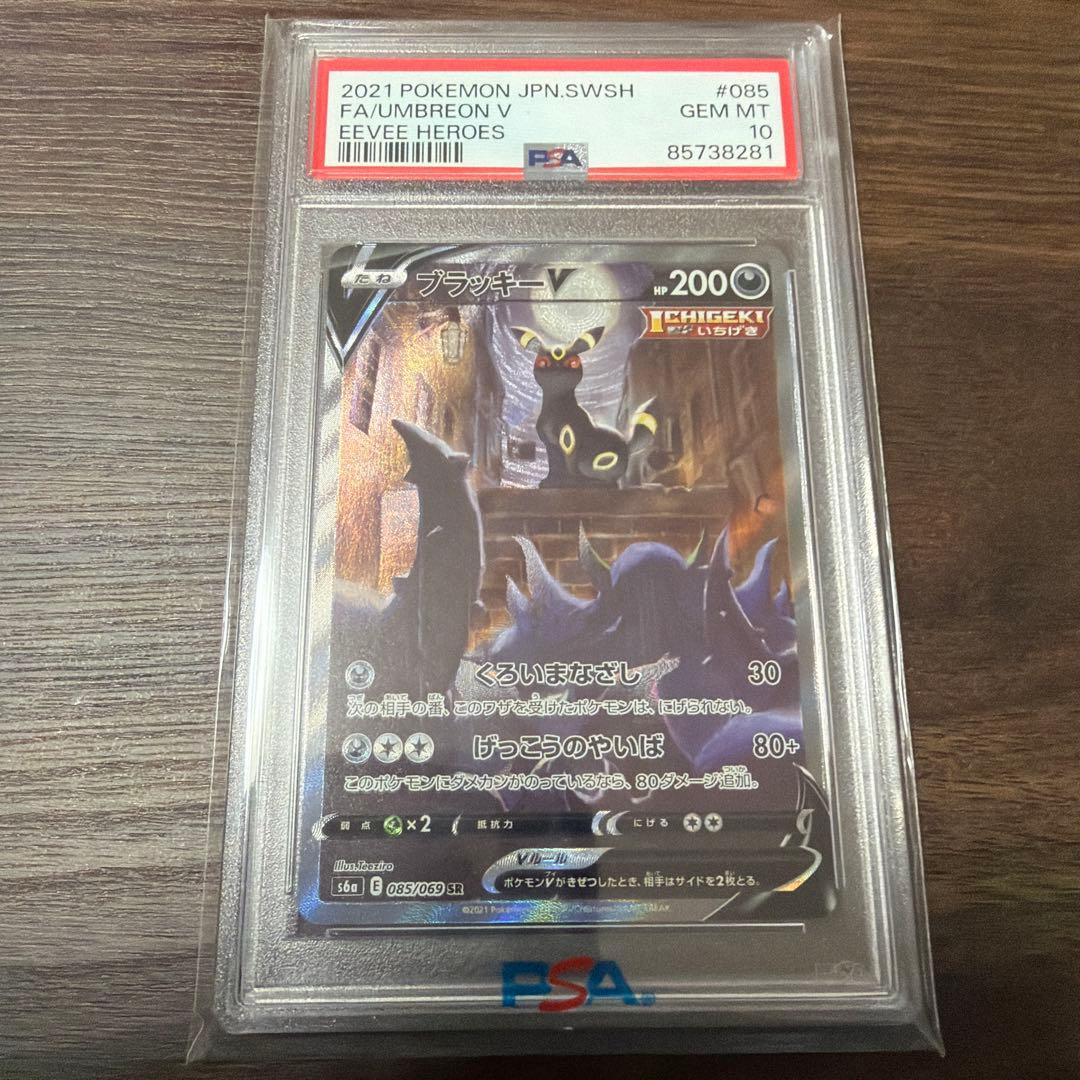 2021 POKEMON JPN.SWSH #085
FA/UMBREON V GEM MT
EEVEE HEROES 10
PSA 85738281
たね ブラッキーV HP 200
ICHIGEKI
いちげき
くろいまなざし 30
次の相手の番、このワザを受けたポケモンは、にげられない。
げっこうのやいば 80+
このポケモンにダメカンがのっているなら、80ダメージ追加。
弱点 ×2 抵抗力 にげる
Illus.Teeziro
Vルール
ポケモンVがきぜつしたとき、相手はサイドを2枚とる。
s6a E 085/069 SR
©2021
PSA